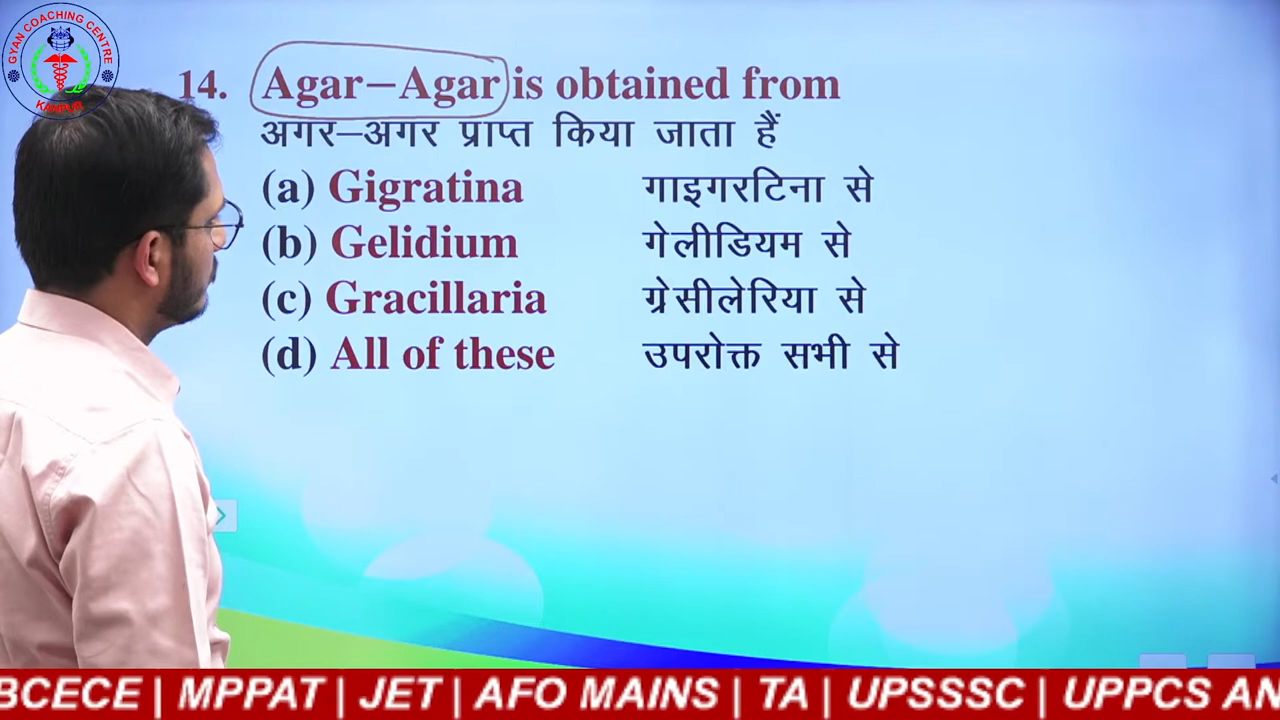 GYAN COACHING CENTRE
KANPUR
14. Agar–Agar is obtained from
अगर–अगर प्राप्त किया जाता हैं
(a) Gigratina गाइगरटिना से
(b) Gelidium गेलीडियम से
(c) Gracillaria ग्रेसीलेरिया से
(d) All of these उपरोक्त सभी से
BCECE | MPPAT | JET | AFO MAINS | TA | UPSSSC | UPPCS AN